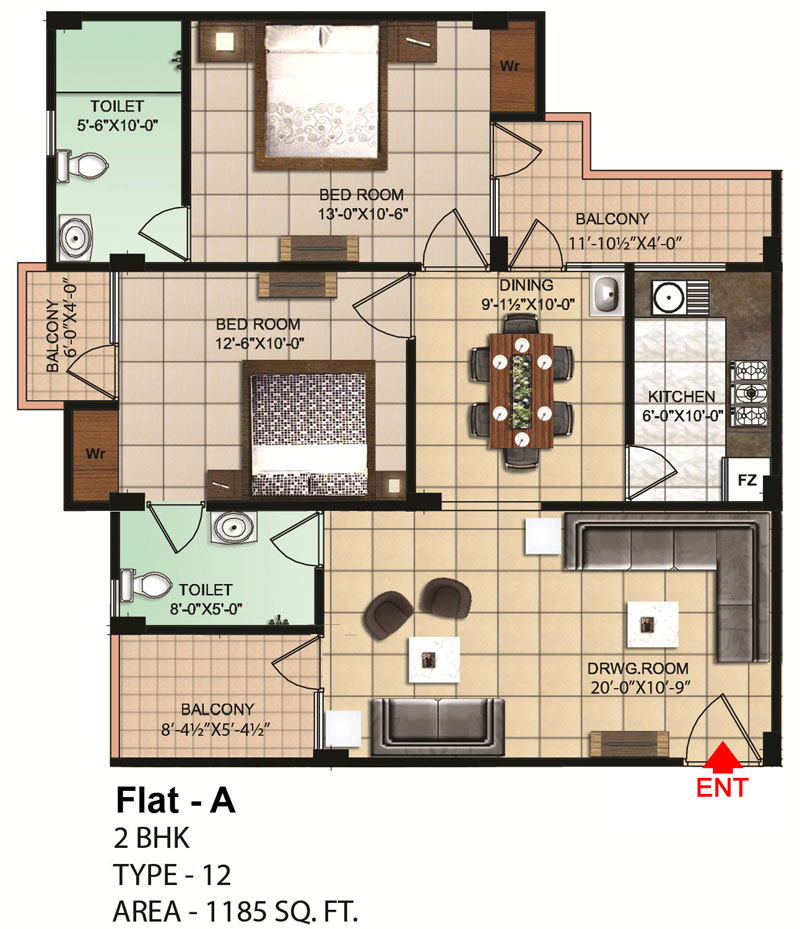 Wr
TOILET
5'-6"X10'-0"
BED ROOM
13'-0"X10'-6"
BALCONY
11'-10½"X4'-0"
DINING
9'-1½"X10'-0"
BALCONY
6'-0"X4'-0"
BED ROOM
12'-6"X10'-0"
KITCHEN
6'-0"X10'-0"
Wr
FZ
TOILET
8'-0"X5'-0"
DRWG.ROOM
20'-0"X10'-9"
BALCONY
8'-4½"X5'-4½"
ENT
Flat - A
2 BHK
TYPE - 12
AREA - 1185 SQ. FT.